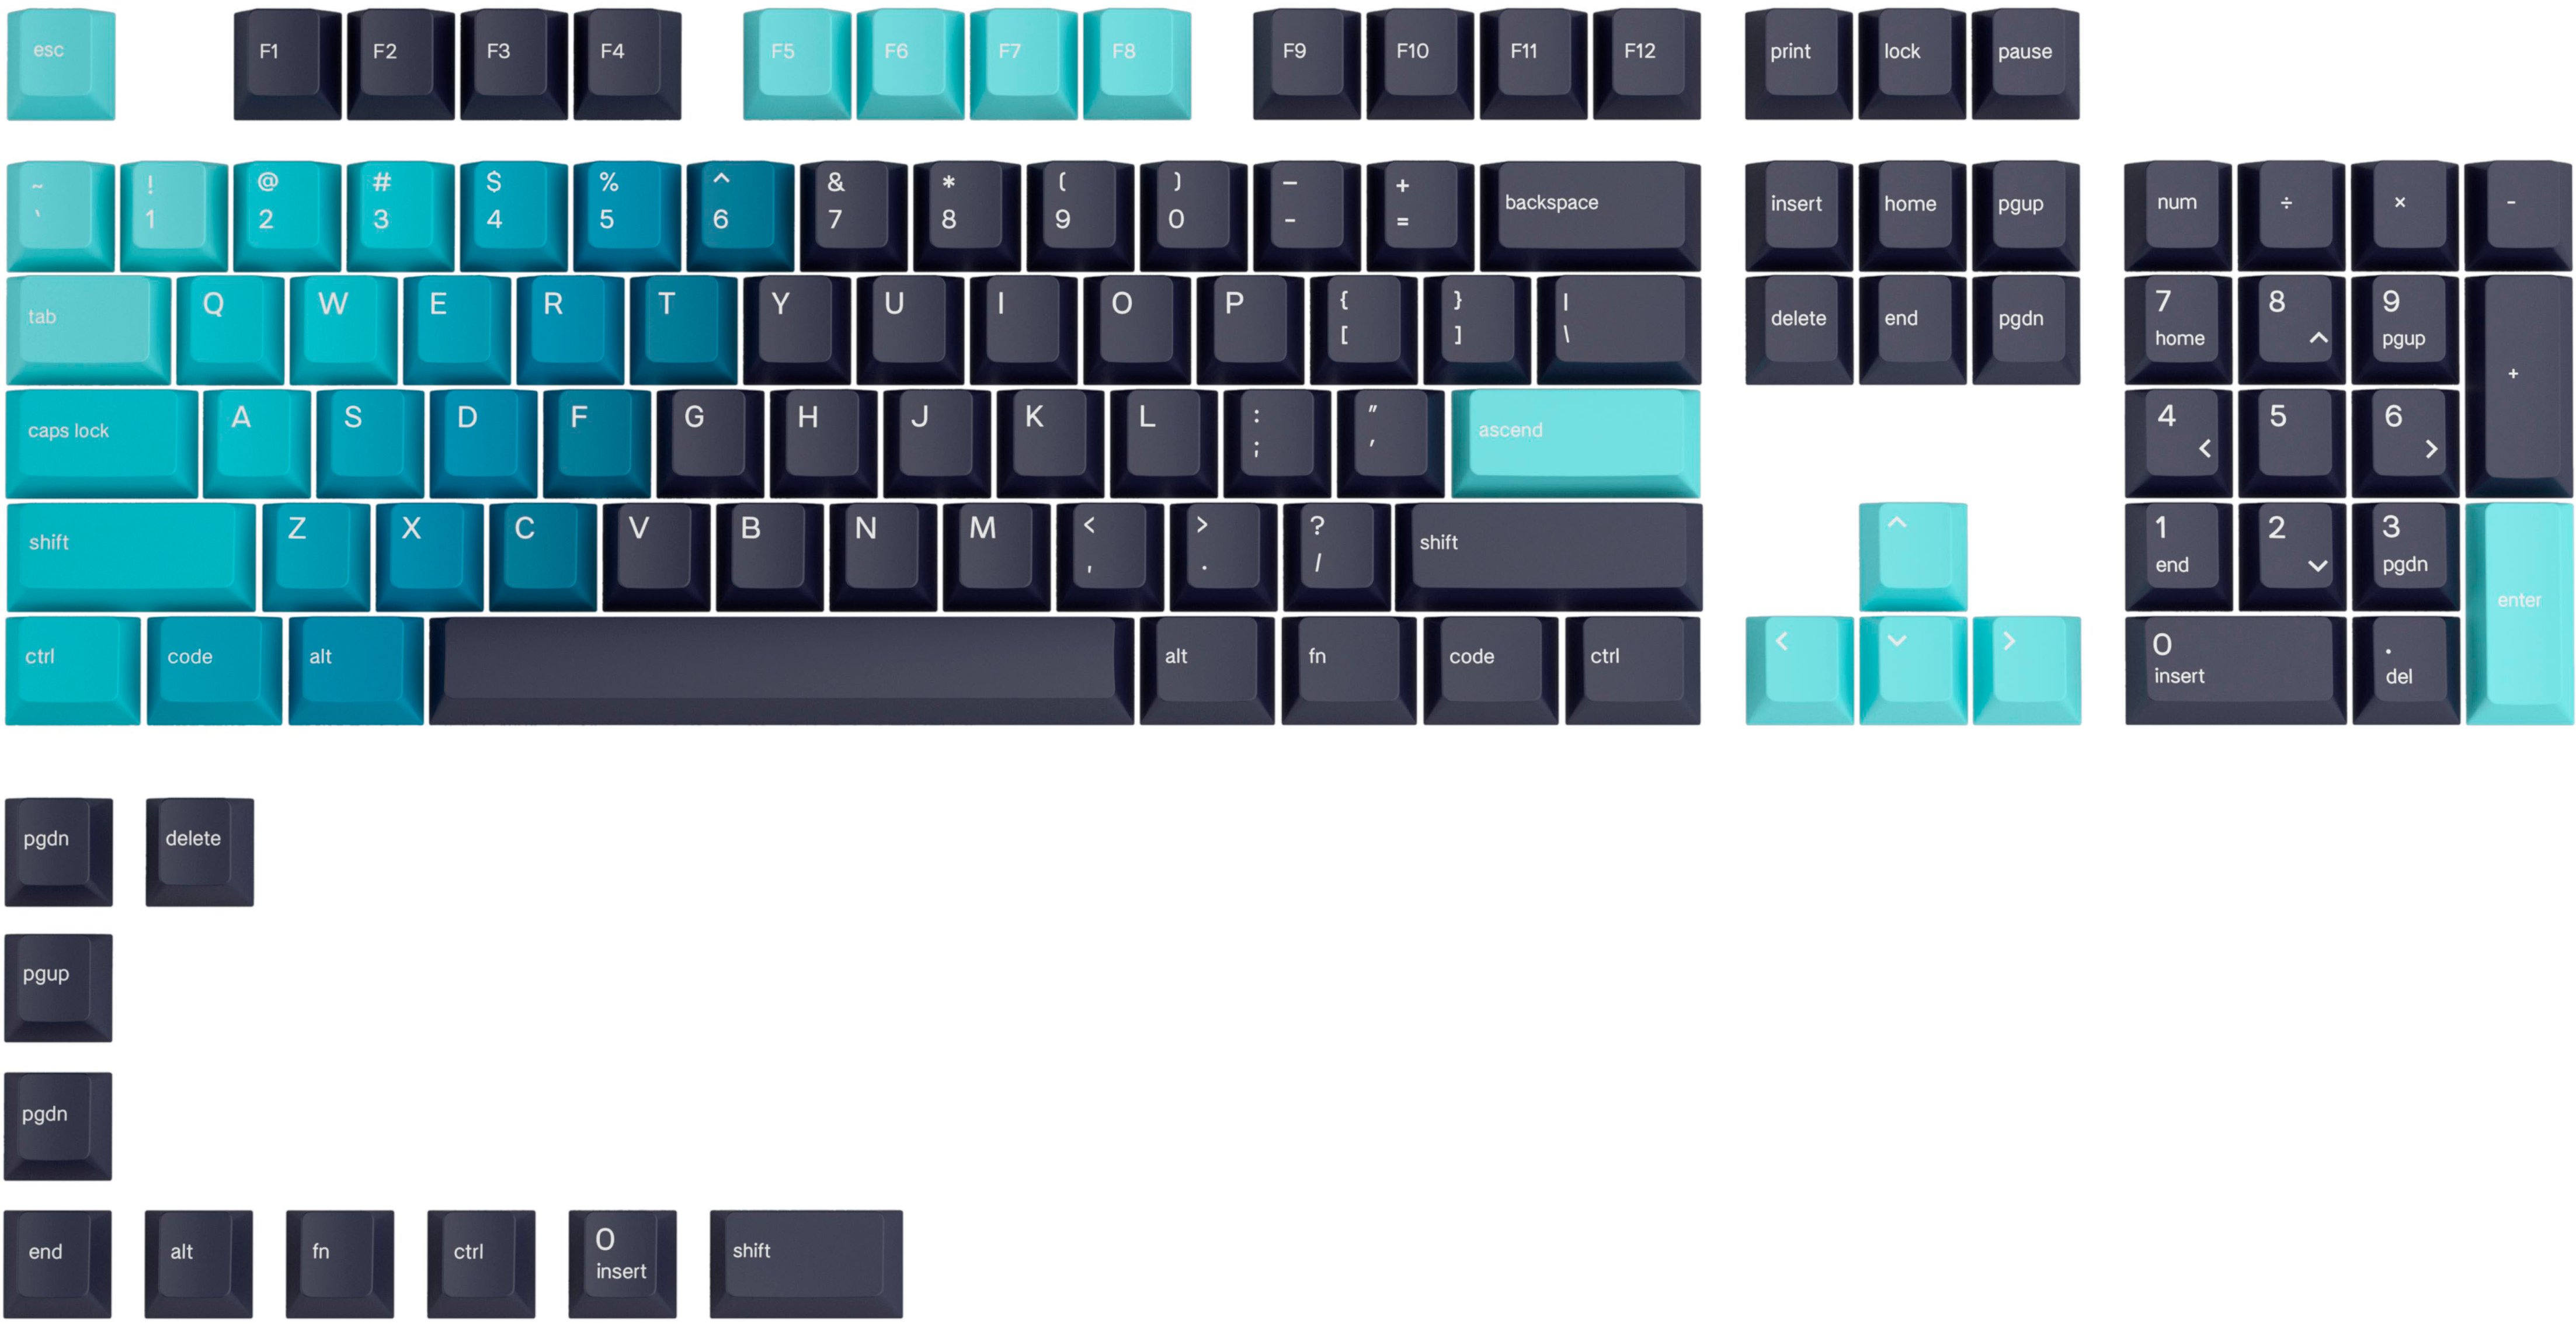 esc F1 F2 F3 F4 F5 F6 F7 F8 F9 F10 F11 F12 print lock pause
~ ! @ # $ % ^ & * ( ) _ +
` 1 2 3 4 5 6 7 8 9 0 - = backspace insert home pgup num ÷ × -
tab Q W E R T Y U I O P { } | delete end pgdn 7 8 9
[ ] \ home ^ pgup +
caps lock A S D F G H J K L : " ascend 4 5 6
; ' < >
shift Z X C V B N M < > ? shift ^ 1 2 3
, . / end ⌄ pgdn enter
ctrl code alt alt fn code ctrl < ⌄ > 0 .
insert del
pgdn delete
pgup
pgdn
end alt fn ctrl 0 shift
insert